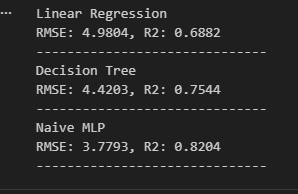 ...
Linear Regression
RMSE: 4.9804, R2: 0.6882
------------------------------
Decision Tree
RMSE: 4.4203, R2: 0.7544
------------------------------
Naive MLP
RMSE: 3.7793, R2: 0.8204
------------------------------